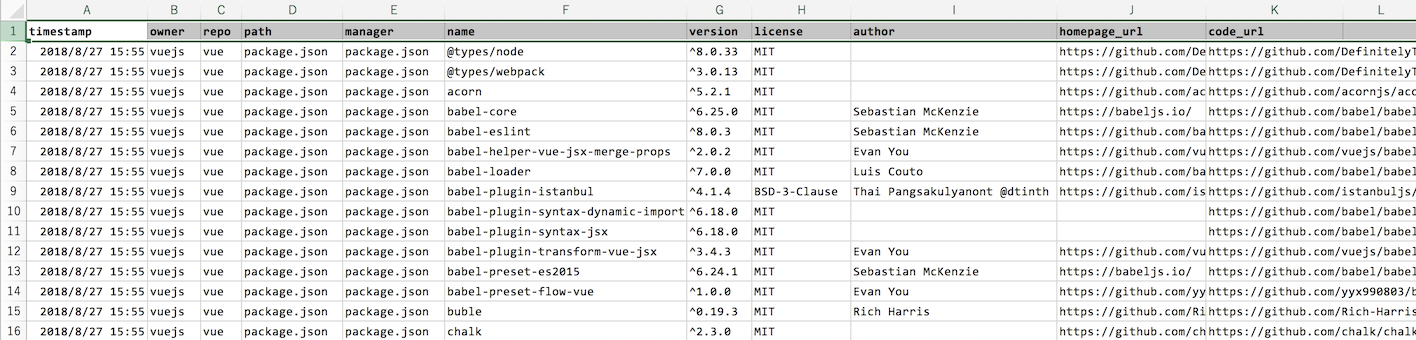 A B C D E F G H I J K L
1 timestamp owner repo path manager name version license author homepage_url code_url
2 2018/8/27 15:55 vuejs vue package.json package.json @types/node ^8.0.33 MIT https://github.com/De https://github.com/DefinitelyT
3 2018/8/27 15:55 vuejs vue package.json package.json @types/webpack ^3.0.13 MIT https://github.com/De https://github.com/DefinitelyT
4 2018/8/27 15:55 vuejs vue package.json package.json acorn ^5.2.1 MIT https://github.com/ac https://github.com/acornjs/aco
5 2018/8/27 15:55 vuejs vue package.json package.json babel-core ^6.25.0 MIT Sebastian McKenzie https://babeljs.io/ https://github.com/babel/babel
6 2018/8/27 15:55 vuejs vue package.json package.json babel-eslint ^8.0.3 MIT Sebastian McKenzie https://github.com/ba https://github.com/babel/babel
7 2018/8/27 15:55 vuejs vue package.json package.json babel-helper-vue-jsx-merge-props ^2.0.2 MIT Evan You https://github.com/vu https://github.com/vuejs/babel
8 2018/8/27 15:55 vuejs vue package.json package.json babel-loader ^7.0.0 MIT Luis Couto https://github.com/ba https://github.com/babel/babel
9 2018/8/27 15:55 vuejs vue package.json package.json babel-plugin-istanbul ^4.1.4 BSD-3-Clause Thai Pangsakulyanont @dtinth https://github.com/is https://github.com/istanbuljs/
10 2018/8/27 15:55 vuejs vue package.json package.json babel-plugin-syntax-dynamic-import ^6.18.0 MIT https://github.com/babel/babel
11 2018/8/27 15:55 vuejs vue package.json package.json babel-plugin-syntax-jsx ^6.18.0 MIT https://github.com/babel/babel
12 2018/8/27 15:55 vuejs vue package.json package.json babel-plugin-transform-vue-jsx ^3.4.3 MIT Evan You https://github.com/vu https://github.com/vuejs/babel
13 2018/8/27 15:55 vuejs vue package.json package.json babel-preset-es2015 ^6.24.1 MIT Sebastian McKenzie https://babeljs.io/ https://github.com/babel/babel
14 2018/8/27 15:55 vuejs vue package.json package.json babel-preset-flow-vue ^1.0.0 MIT Evan You https://github.com/yy https://github.com/yyx990803/b
15 2018/8/27 15:55 vuejs vue package.json package.json buble ^0.19.3 MIT Rich Harris https://github.com/Ri https://github.com/Rich-Harris
16 2018/8/27 15:55 vuejs vue package.json package.json chalk ^2.3.0 MIT https://github.com/ch https://github.com/chalk/chalk